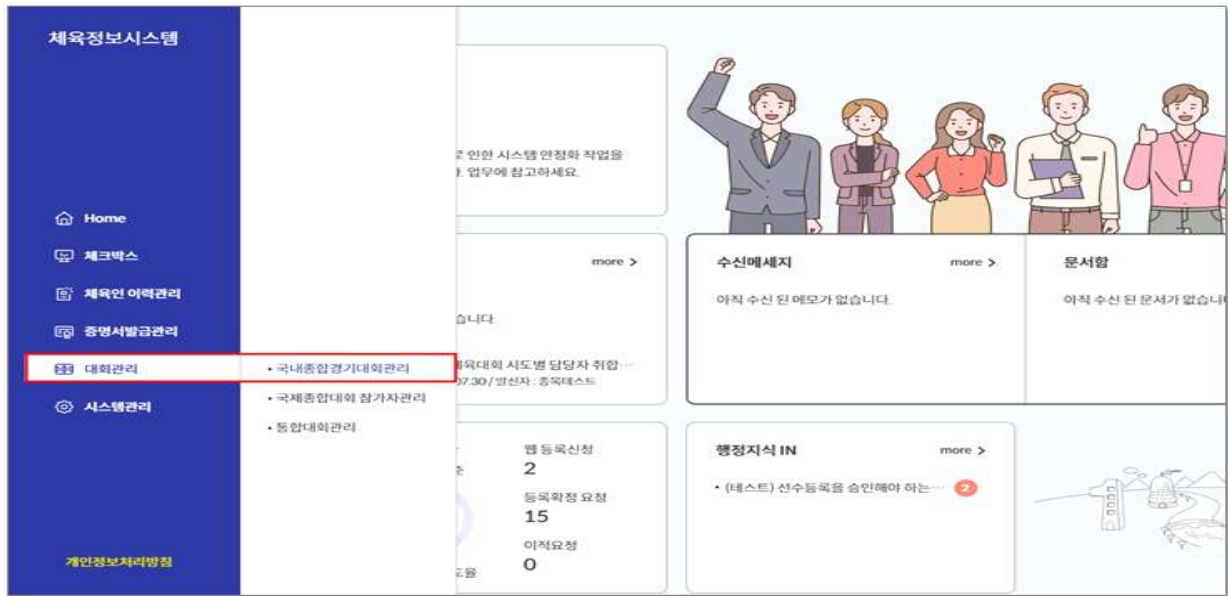 체육정보시스템
Home
체크박스
체육인 이력관리
증명서발급관리
대회관리
시스템관리
개인정보처리방침
• 국내종합경기대회관리
• 국제종합대회 참가자관리
• 통합대회관리
로 인한 시스템 안정화 작업을
업무에 참고하세요.
more >
습니다.
육대회 시도별 담당자 취합…
07.30 / 발신자 : 종목테스트
수신메세지
more >
아직 수신 된 메모가 없습니다.
문서함
아직 수신 된 문서가 없습니
웹 등록신청
2
등록확정 요청
15
이적요청
0
도율
행정지식 IN
more >
• (테스트) 선수등록을 승인해야 하는… 2